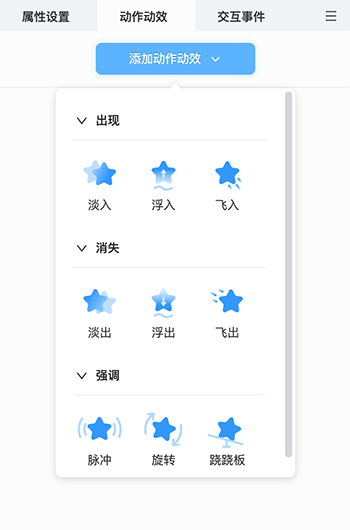 属性设置 动作动效 交互事件
添加动作动效
出现
淡入 浮入 飞入
消失
淡出 浮出 飞出
强调
脉冲 旋转 跷跷板